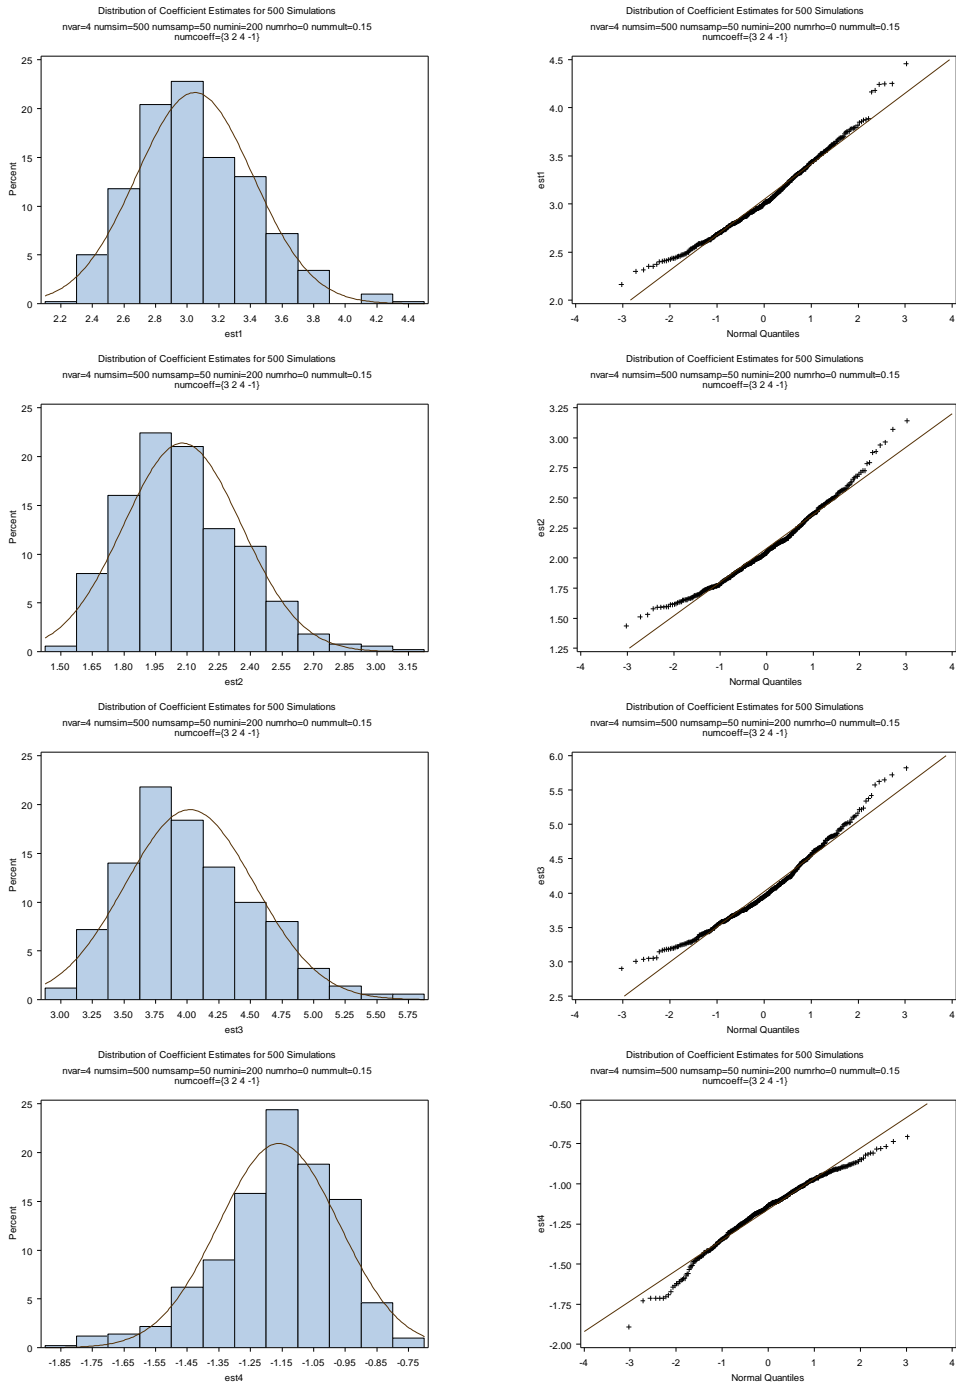 Distribution of Coefficient Estimates for 500 Simulations
nvar=4 numsim=500 numsamp=50 numini=200 numrho=0 nummult=0.15
numcoeff={3 2 4 -1}
25
20
15
10
5
0
Percent
2.2 2.4 2.6 2.8 3.0 3.2 3.4 3.6 3.8 4.0 4.2 4.4
est1
Distribution of Coefficient Estimates for 500 Simulations
nvar=4 numsim=500 numsamp=50 numini=200 numrho=0 nummult=0.15
numcoeff={3 2 4 -1}
4.5
4.0
3.5
3.0
2.5
2.0
est1
-4 -3 -2 -1 0 1 2 3 4
Normal Quantiles
Distribution of Coefficient Estimates for 500 Simulations
nvar=4 numsim=500 numsamp=50 numini=200 numrho=0 nummult=0.15
numcoeff={3 2 4 -1}
25
20
15
10
5
0
Percent
1.50 1.65 1.80 1.95 2.10 2.25 2.40 2.55 2.70 2.85 3.00 3.15
est2
Distribution of Coefficient Estimates for 500 Simulations
nvar=4 numsim=500 numsamp=50 numini=200 numrho=0 nummult=0.15
numcoeff={3 2 4 -1}
3.25
3.00
2.75
2.50
2.25
2.00
1.75
1.50
1.25
est2
-4 -3 -2 -1 0 1 2 3 4
Normal Quantiles
Distribution of Coefficient Estimates for 500 Simulations
nvar=4 numsim=500 numsamp=50 numini=200 numrho=0 nummult=0.15
numcoeff={3 2 4 -1}
25
20
15
10
5
0
Percent
3.00 3.25 3.50 3.75 4.00 4.25 4.50 4.75 5.00 5.25 5.50 5.75
est3
Distribution of Coefficient Estimates for 500 Simulations
nvar=4 numsim=500 numsamp=50 numini=200 numrho=0 nummult=0.15
numcoeff={3 2 4 -1}
6.0
5.5
5.0
4.5
4.0
3.5
3.0
2.5
est3
-4 -3 -2 -1 0 1 2 3 4
Normal Quantiles
Distribution of Coefficient Estimates for 500 Simulations
nvar=4 numsim=500 numsamp=50 numini=200 numrho=0 nummult=0.15
numcoeff={3 2 4 -1}
25
20
15
10
5
0
Percent
-1.85 -1.75 -1.65 -1.55 -1.45 -1.35 -1.25 -1.15 -1.05 -0.95 -0.85 -0.75
est4
Distribution of Coefficient Estimates for 500 Simulations
nvar=4 numsim=500 numsamp=50 numini=200 numrho=0 nummult=0.15
numcoeff={3 2 4 -1}
-0.50
-0.75
-1.00
-1.25
-1.50
-1.75
-2.00
est4
-4 -3 -2 -1 0 1 2 3 4
Normal Quantiles